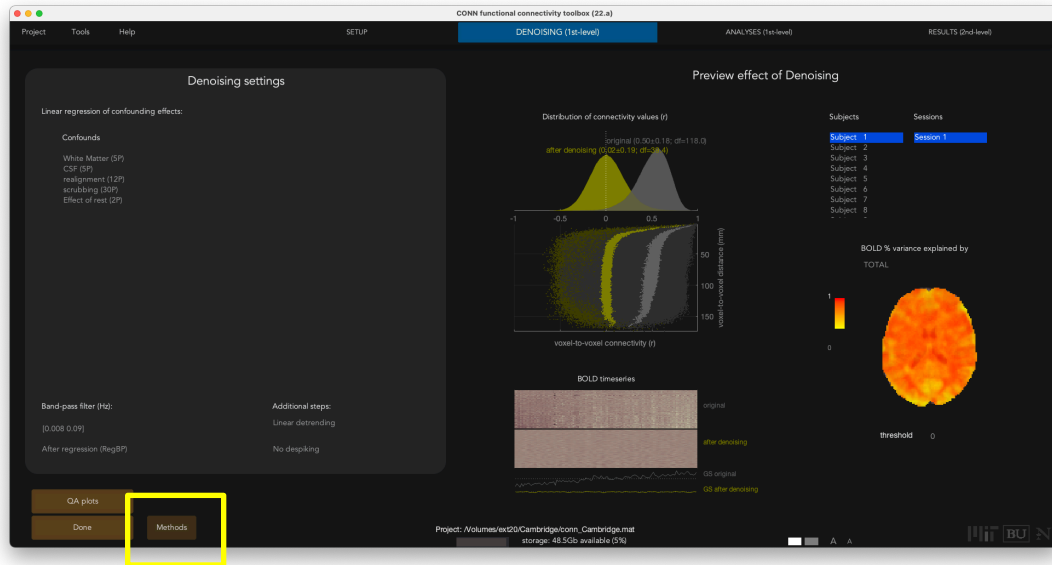 CONN functional connectivity toolbox (22.a)
Project Tools Help SETUP DENOISING (1st-level) ANALYSES (1st-level) RESULTS (2nd-level)
Denoising settings
Linear regression of confounding effects:
Confounds
White Matter (5P)
CSF (5P)
realignment (12P)
scrubbing (30P)
Effect of rest (2P)
Band-pass filter (Hz):
[0.008 0.09]
After regression (RegBP)
Additional steps:
Linear detrending
No despiking
QA plots
Done
Methods
Preview effect of Denoising
Distribution of connectivity values (r)
original (0.50±0.18; df=118.0)
after denoising (0.02±0.19; df=38.4)
-1 -0.5 0 0.5 1
50
100
150
voxel-to-voxel distance (mm)
voxel-to-voxel connectivity (r)
BOLD timeseries
original
after denoising
GS original
GS after denoising
Subjects
Subject 1
Subject 2
Subject 3
Subject 4
Subject 5
Subject 6
Subject 7
Subject 8
Sessions
Session 1
BOLD % variance explained by
TOTAL
1
0
threshold 0
Project: /Volumes/ext20/Cambridge/conn_Cambridge.mat
storage: 48.5Gb available (5%)
A A
BU N